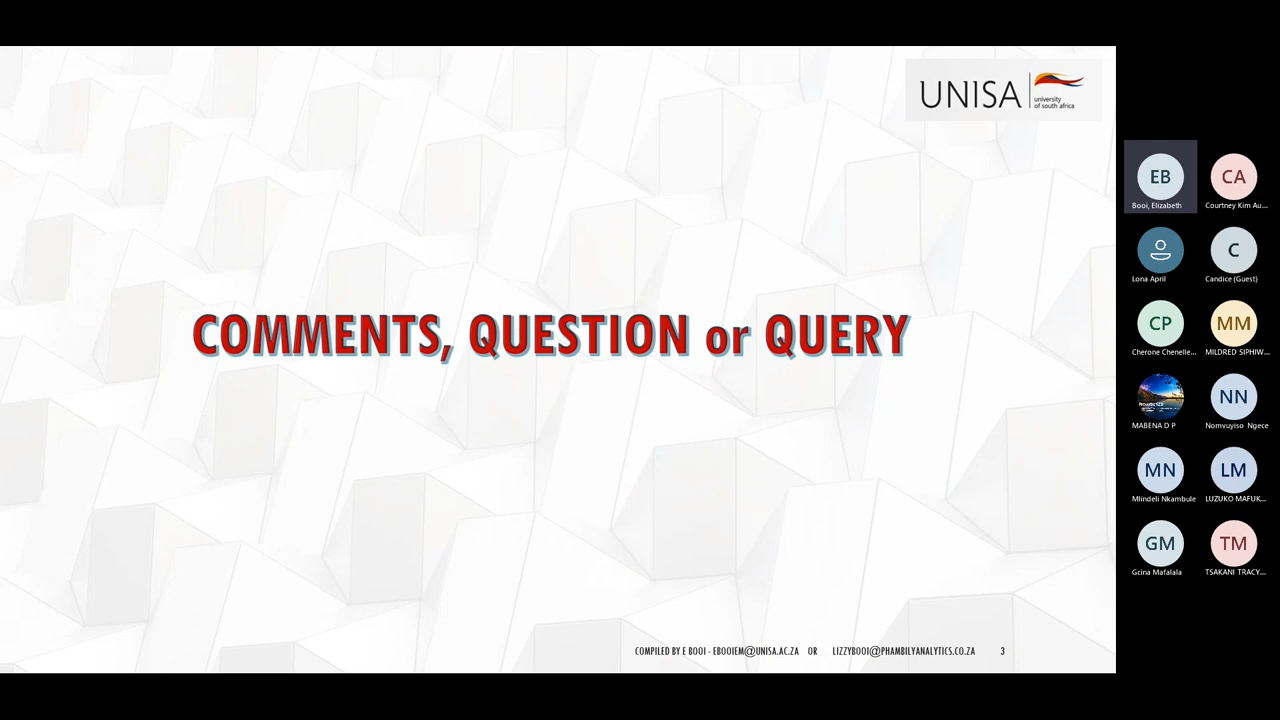 UNISA
university
of south africa
COMMENTS, QUESTION or QUERY
COMPILED BY E BOOI - EBOOIEM@UNISA.AC.ZA OR LIZZYBOOI@PHAMBILYANALYTICS.CO.ZA 3
EB
Booi, Elizabeth
CA
Courtney Kim Au...
Lona April
C
Candice (Guest)
CP
Cherone Chenelle...
MM
MILDRED SIPHIW...
MABENA D P
NN
Nomvuyiso Ngece
MN
Mlindeli Nkambule
LM
LUZUKO MAFUK...
GM
Gcina Mafalala
TM
TSAKANI TRACY...